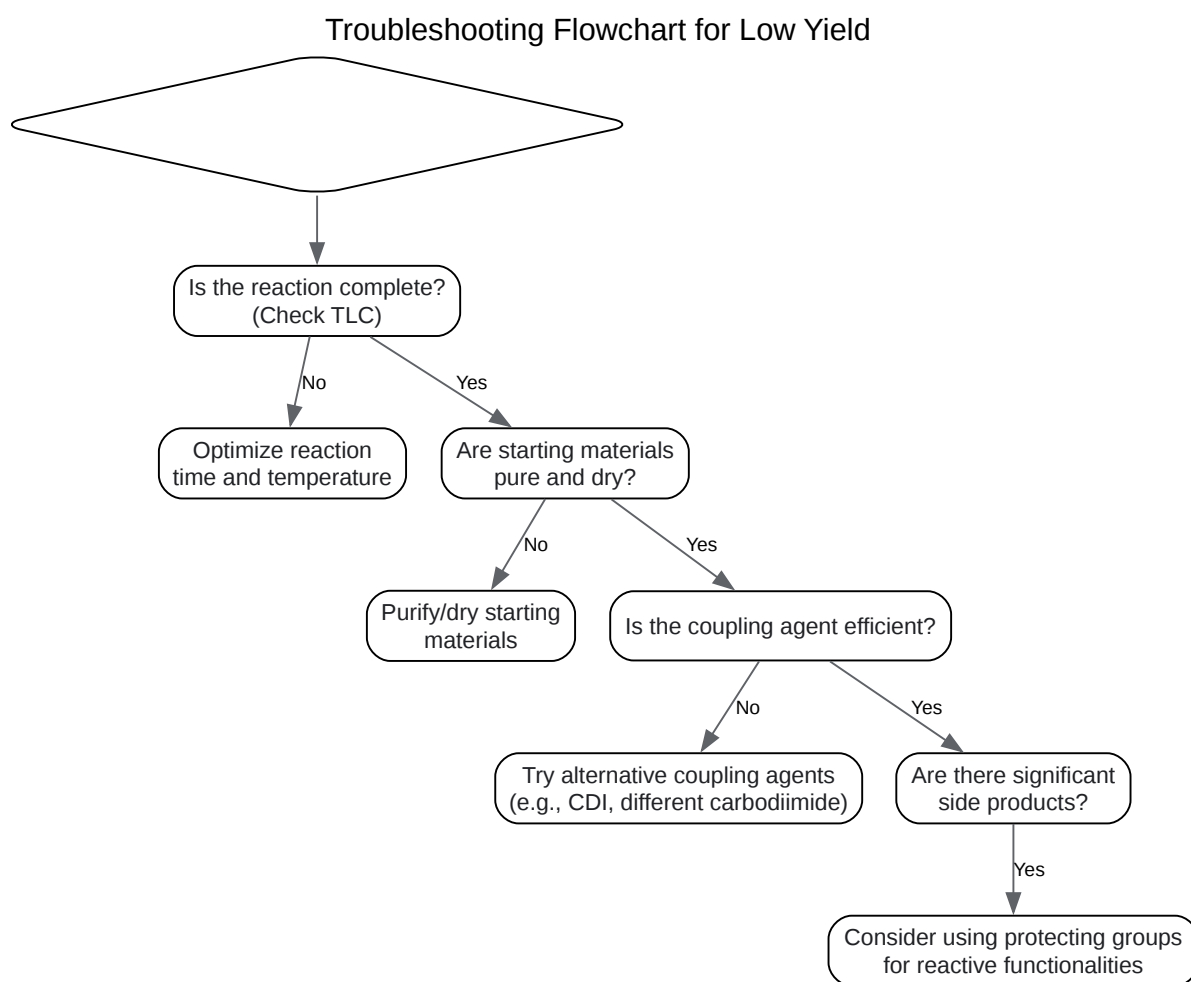 Troubleshooting Flowchart for Low Yield
Is the reaction complete?
(Check TLC)
No
Yes
Optimize reaction
time and temperature
Are starting materials
pure and dry?
No
Yes
Purify/dry starting
materials
Is the coupling agent efficient?
No
Yes
Try alternative coupling agents
(e.g., CDI, different carbodiimide)
Are there significant
side products?
Yes
Consider using protecting groups
for reactive functionalities